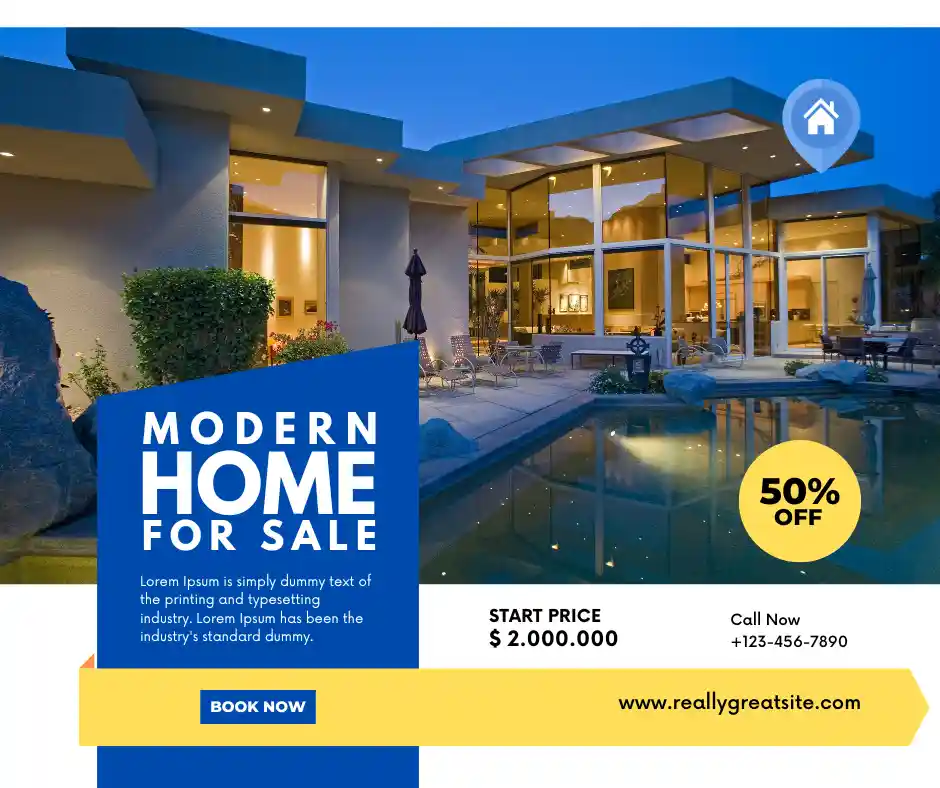 MODERN
HOME
FOR SALE
Lorem Ipsum is simply dummy text of
the printing and typesetting
industry. Lorem Ipsum has been the
industry's standard dummy.
50%
OFF
START PRICE
$ 2.000.000
Call Now
+123-456-7890
BOOK NOW
www.reallygreatsite.com